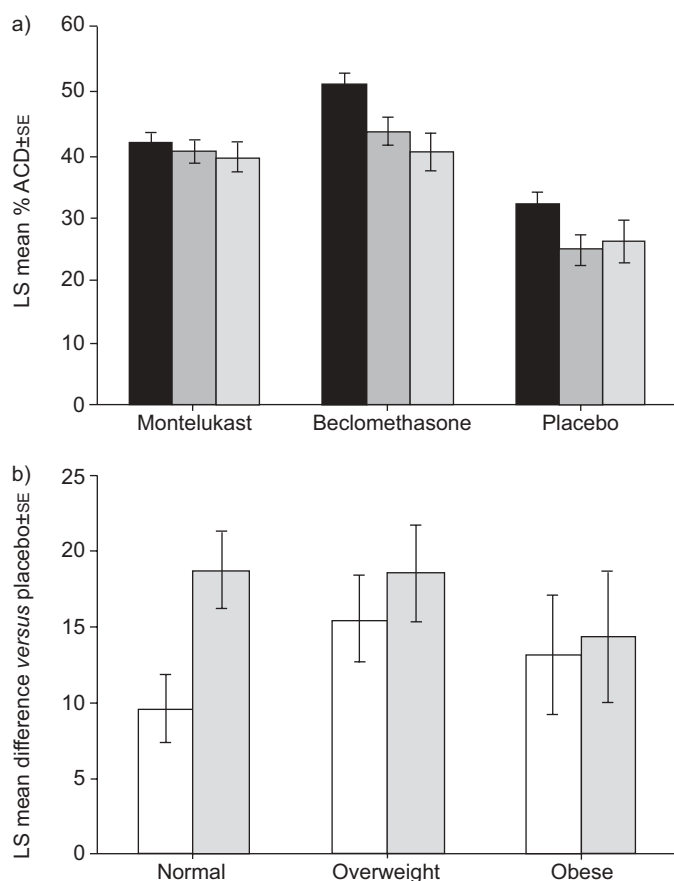 a)
60
50
40
30
20
10
0
LS mean % ACD±SE
Montelukast Beclomethasone Placebo
b)
25
20
15
10
5
0
LS mean difference versus placebo±SE
Normal Overweight Obese